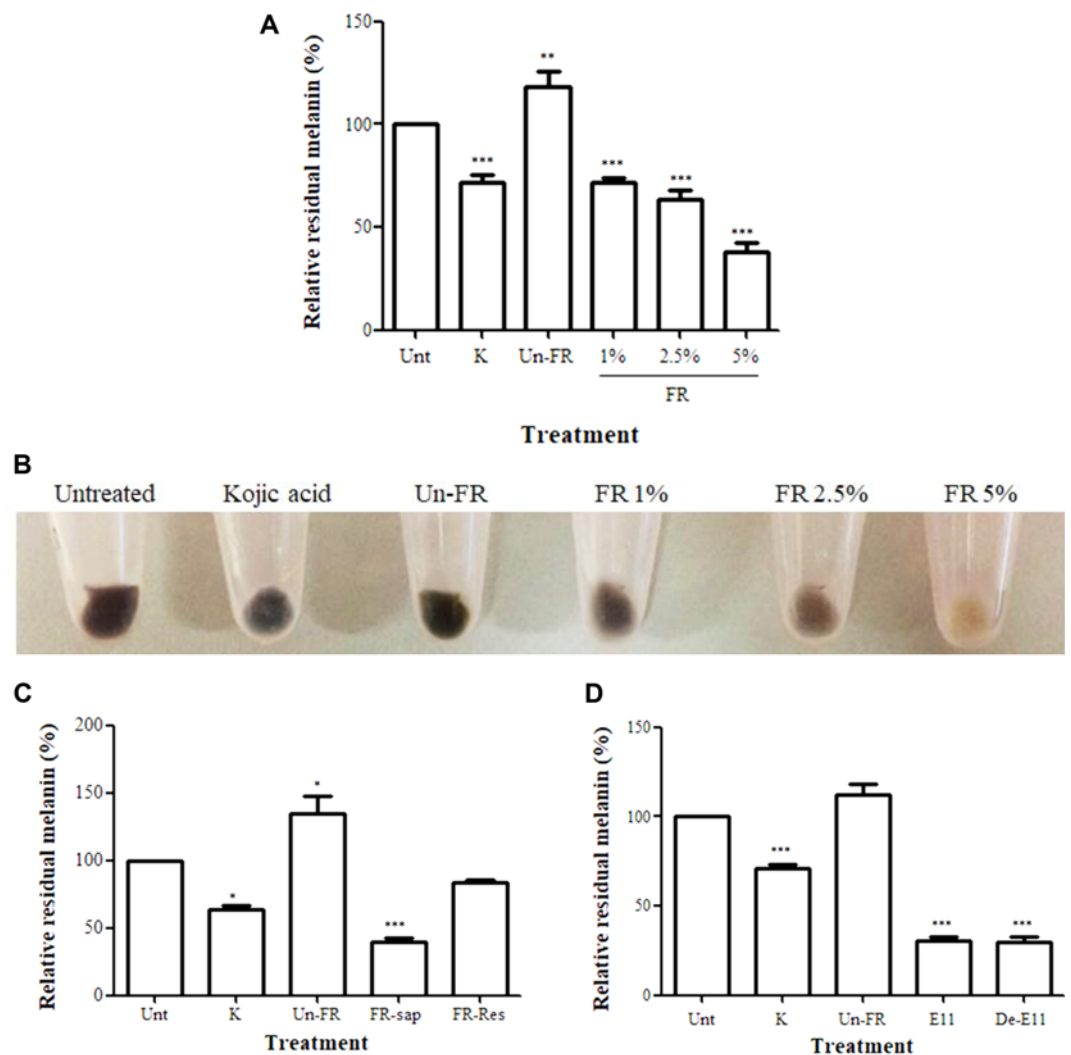 A
Relative residual melanin (%)
150
100
50
0
**
***
***
***
***
Unt K Un-FR 1% 2.5% 5%
FR
Treatment
B
Untreated Kojic acid Un-FR FR 1% FR 2.5% FR 5%
C
Relative residual melanin (%)
200
150
100
50
0
*
*
***
Unt K Un-FR FR-sap FR-Res
Treatment
D
Relative residual melanin (%)
150
100
50
0
***
***
***
Unt K Un-FR E11 De-E11
Treatment